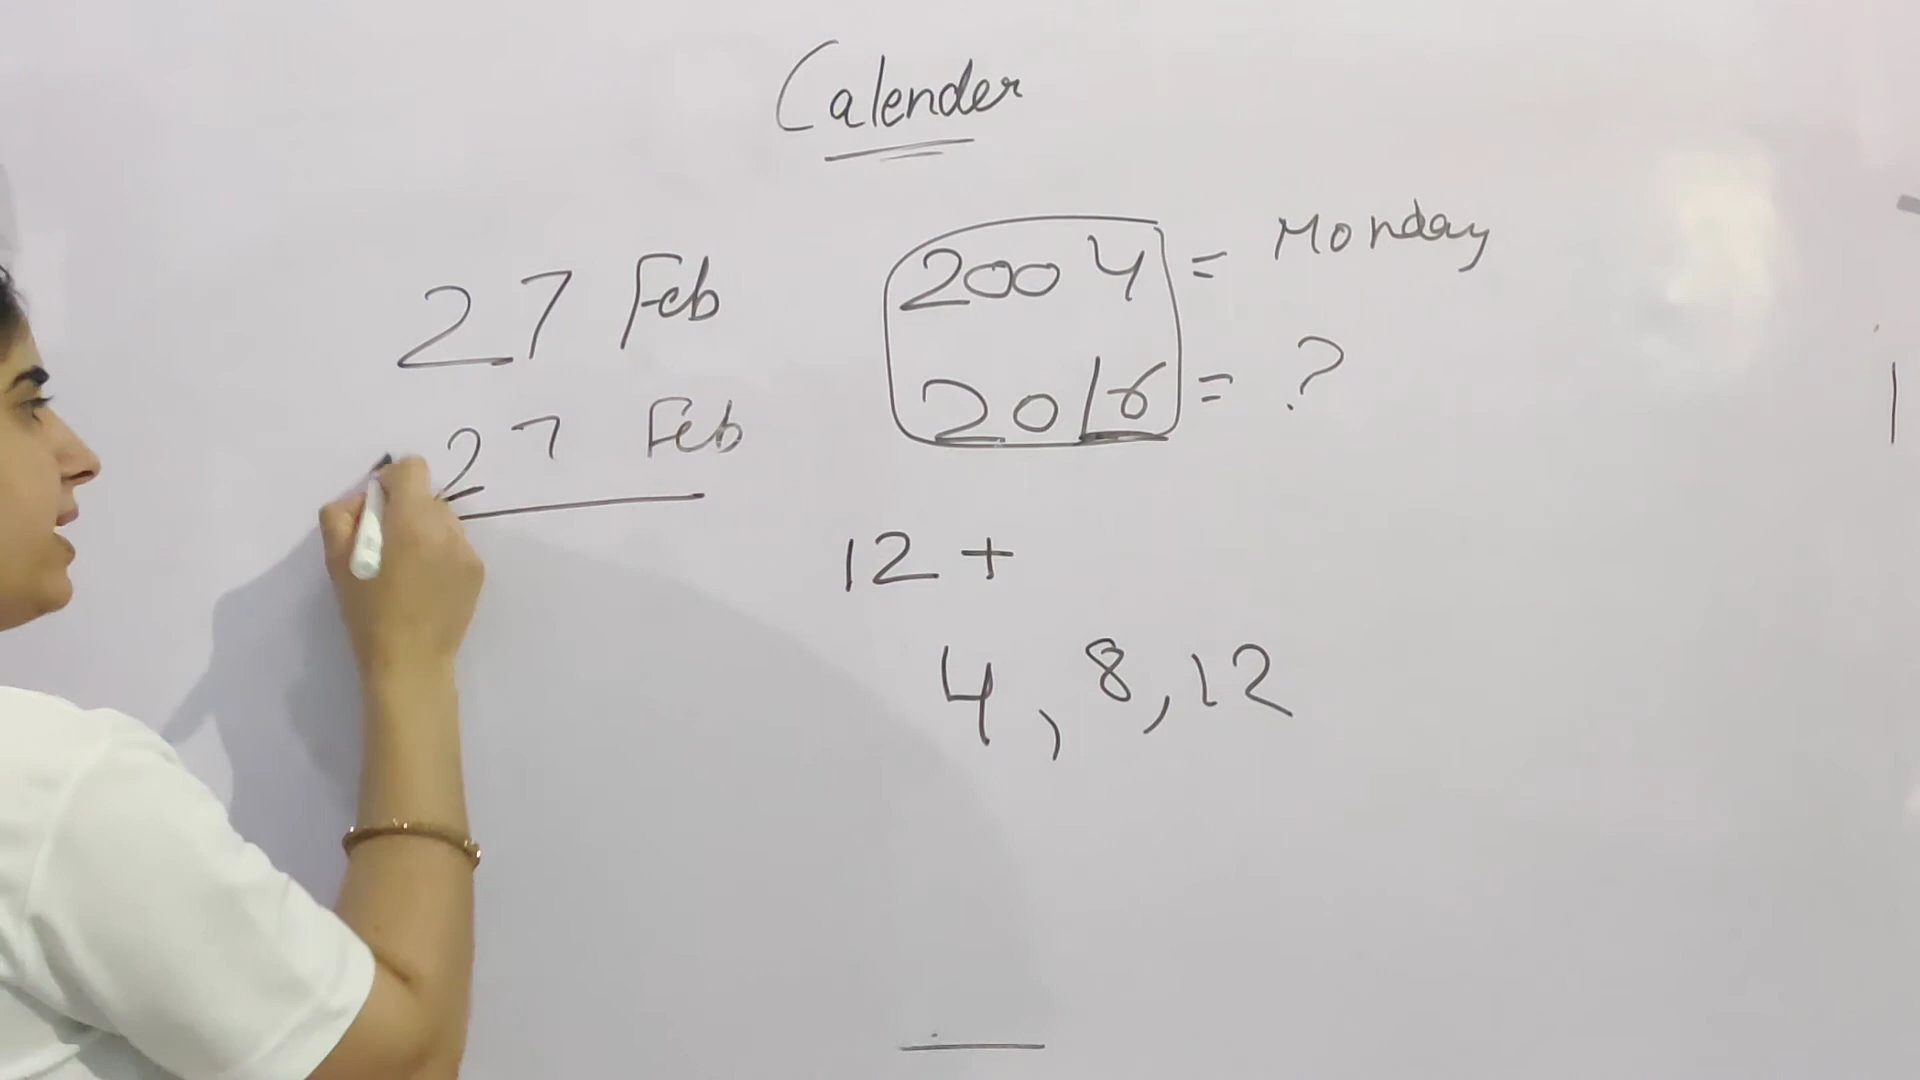 Calender
27 Feb 2004 = Monday
27 Feb 2016 = ?
12 +
4, 8, 12